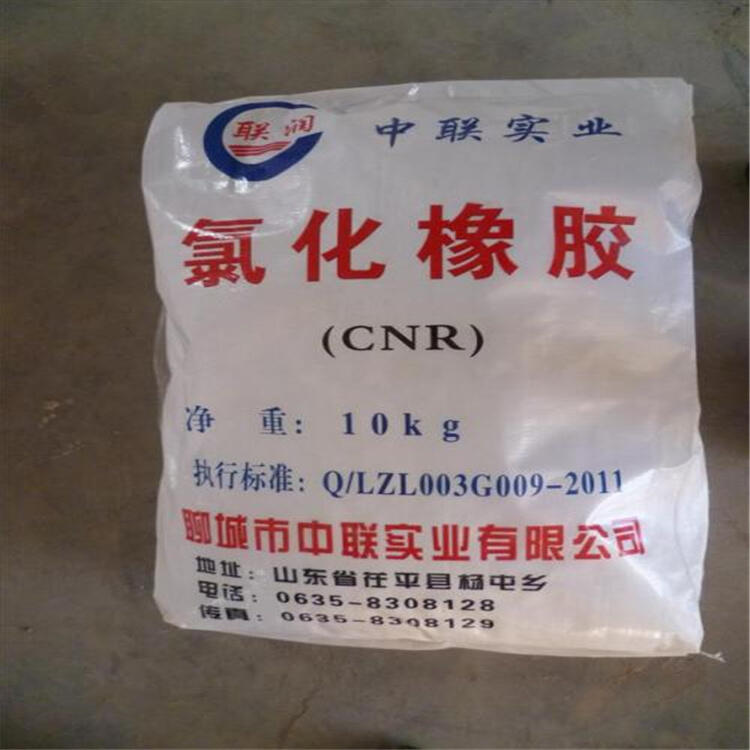 联润 中联实业
氯化橡胶
(CNR)
净 重: 10kg
执行标准: Q/LZL003G009-2011
聊城市中联实业有限公司
地址: 山东省茌平县杨屯乡
电话: 0635-8308128
传真: 0635-8308129